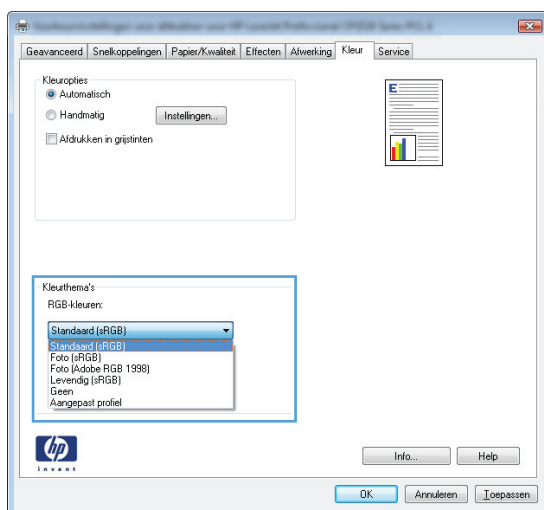 Geavanceerd Snelkoppelingen Papier/Kwaliteit Effecten Afwerking Kleur Service
Kleuropties
Automatisch
Handmatig Instellingen...
Afdrukken in grijstinten
E
Kleurthema's
RGB-kleuren:
Standaard (sRGB)
Standaard (sRGB)
Foto (sRGB)
Foto (Adobe RGB 1998)
Levendig (sRGB)
Geen
Aangepast profiel
hp
invent
Info... Help
OK Annuleren Toepassen